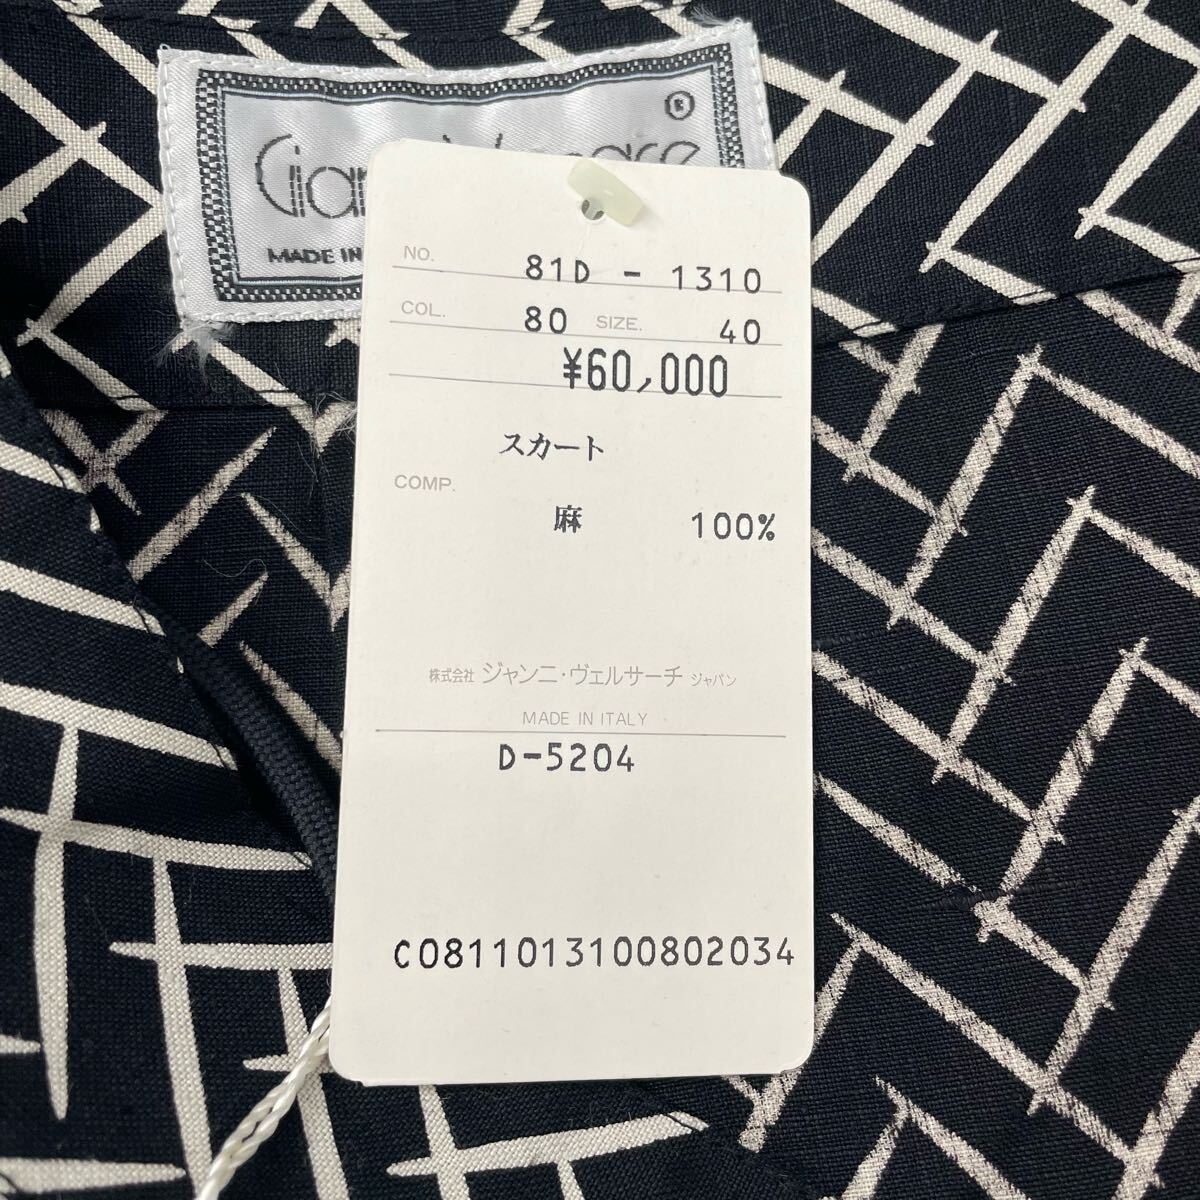 ®
MADE IN
NO. 81D - 1310
COL. 80 SIZE. 40
¥60,000
スカート
COMP.
麻 100%
株式会社 ジャンニ・ヴェルサーチ ジャパン
MADE IN ITALY
D-5204
C0811013100802034